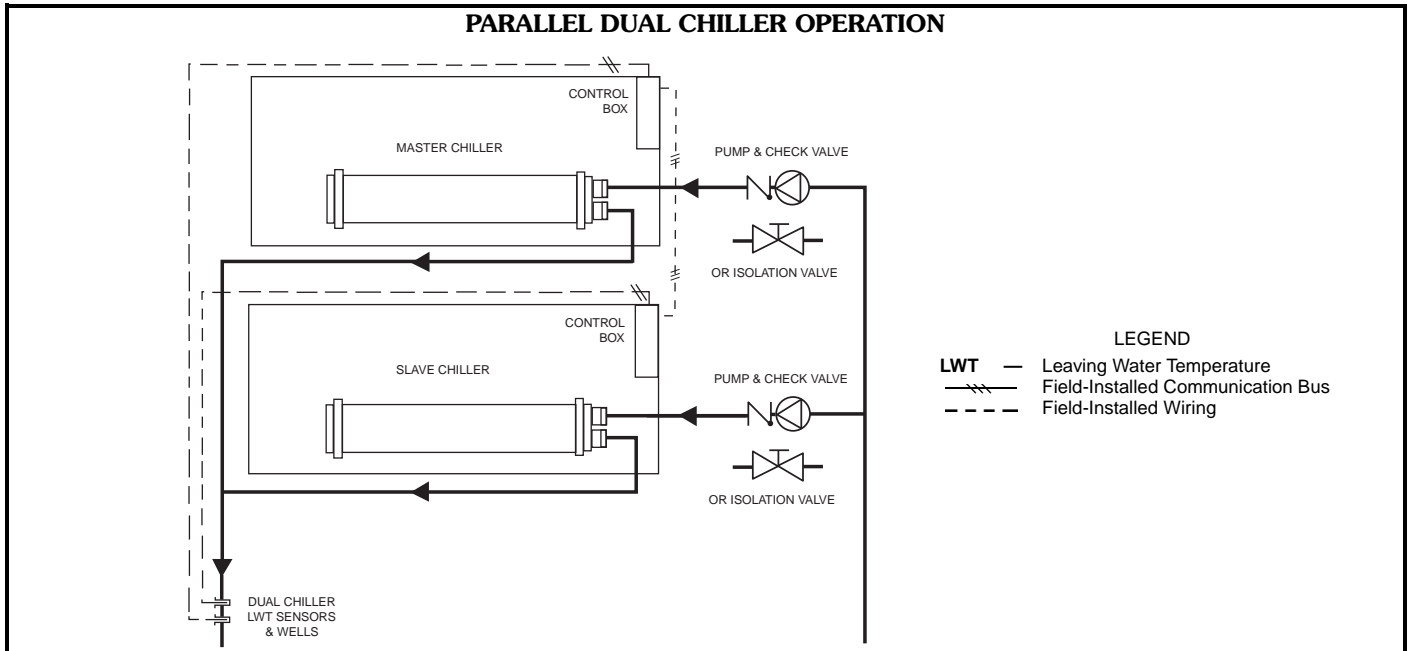 PARALLEL DUAL CHILLER OPERATION
CONTROL
BOX
MASTER CHILLER
PUMP & CHECK VALVE
OR ISOLATION VALVE
CONTROL
BOX
SLAVE CHILLER
PUMP & CHECK VALVE
OR ISOLATION VALVE
DUAL CHILLER
LWT SENSORS
& WELLS
LEGEND
LWT — Leaving Water Temperature
Field-Installed Communication Bus
Field-Installed Wiring